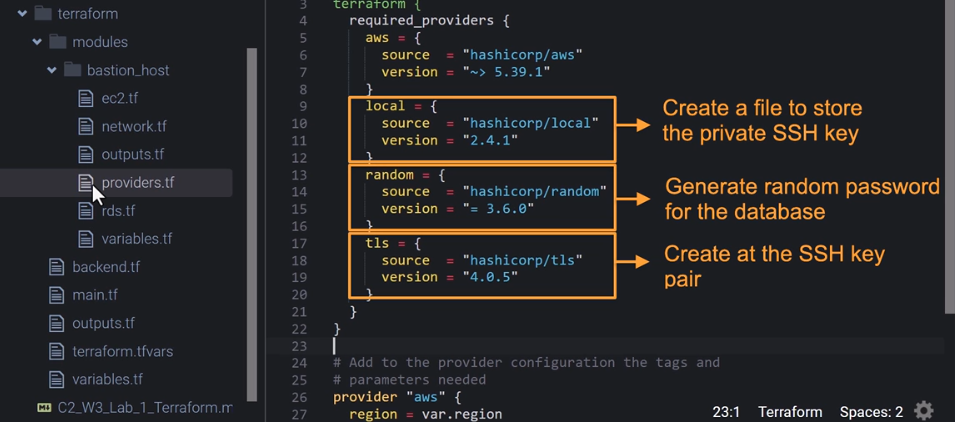 terraform
modules
bastion_host
ec2.tf
network.tf
outputs.tf
providers.tf
rds.tf
variables.tf
backend.tf
main.tf
outputs.tf
terraform.tfvars
variables.tf
C2_W3_Lab_1_Terraform.m
3 terraform {
4 required_providers {
5 aws = {
6 source = "hashicorp/aws"
7 version = "~> 5.39.1"
8 }
9 local = {
10 source = "hashicorp/local"
11 version = "2.4.1"
12 }
13 random = {
14 source = "hashicorp/random"
15 version = "= 3.6.0"
16 }
17 tls = {
18 source = "hashicorp/tls"
19 version = "4.0.5"
20 }
21 }
22 }
23
24 # Add to the provider configuration the tags and
25 # parameters needed
26 provider "aws" {
27 region = var.region
Create a file to store
the private SSH key
Generate random password
for the database
Create at the SSH key
pair
23:1 Terraform Spaces: 2